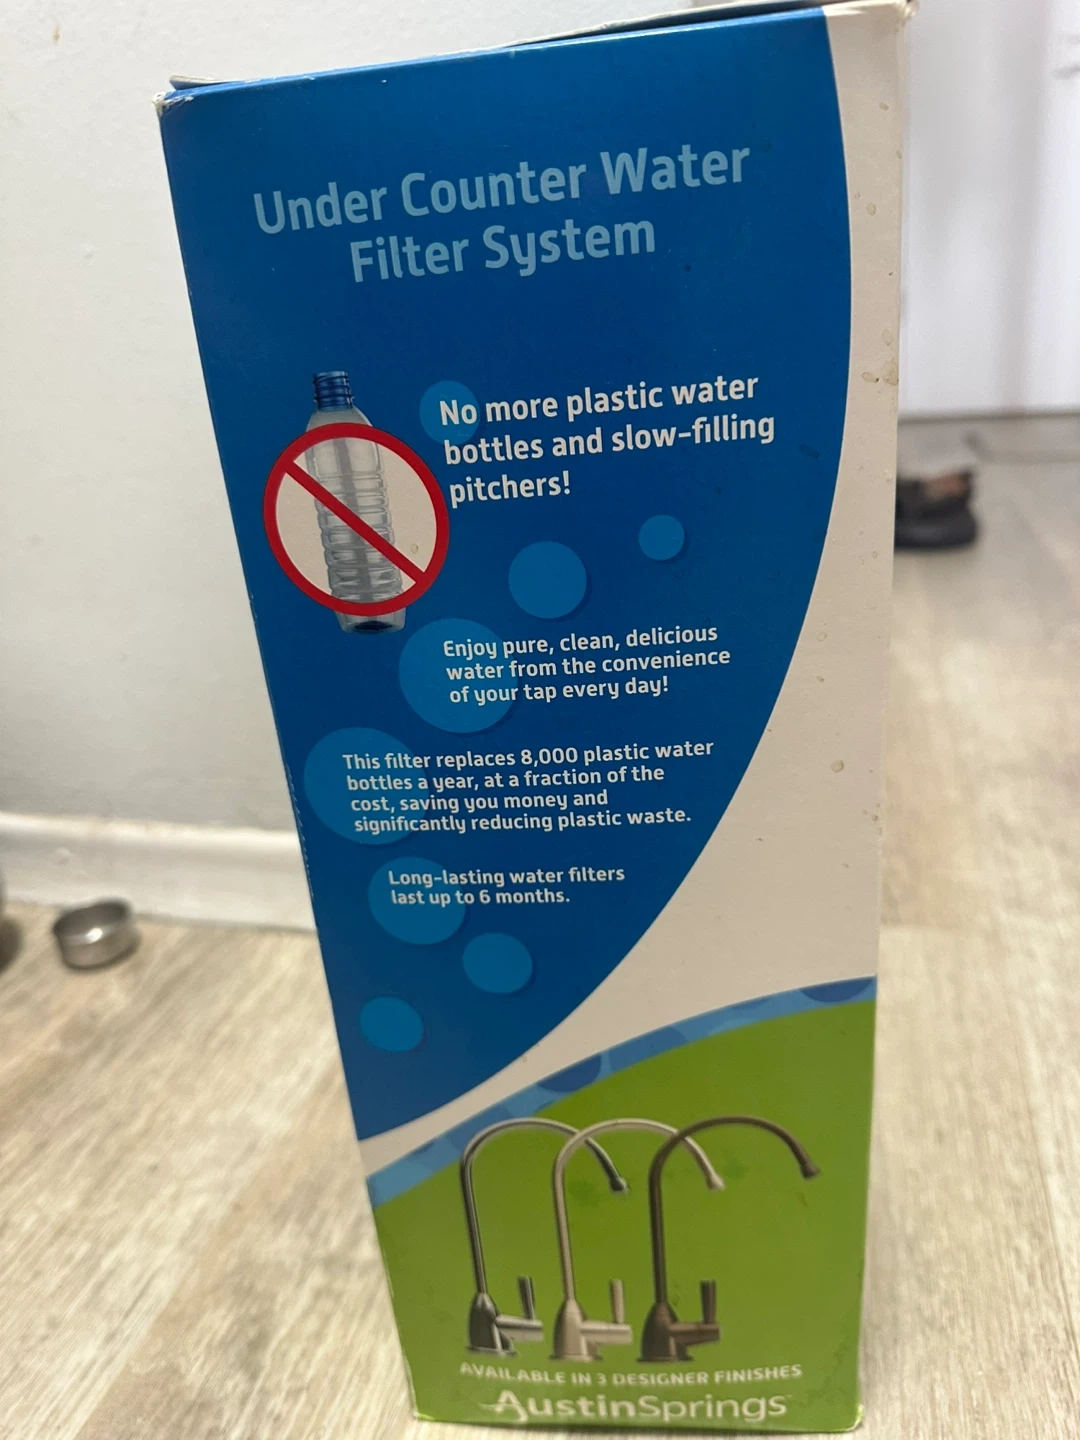 Under Counter Water
Filter System
No more plastic water
bottles and slow-filling
pitchers!
Enjoy pure, clean, delicious
water from the convenience
of your tap every day!
This filter replaces 8,000 plastic water
bottles a year, at a fraction of the
cost, saving you money and
significantly reducing plastic waste.
Long-lasting water filters
last up to 6 months.
AVAILABLE IN 3 DESIGNER FINISHES
AustinSprings